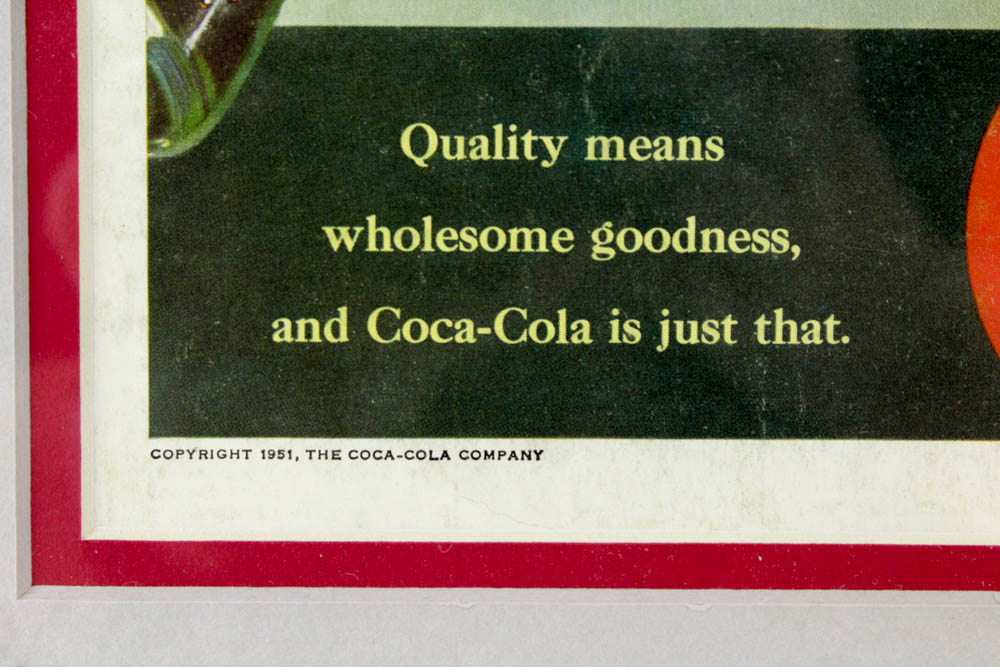 Quality means
wholesome goodness,
and Coca-Cola is just that.
COPYRIGHT 1951, THE COCA-COLA COMPANY